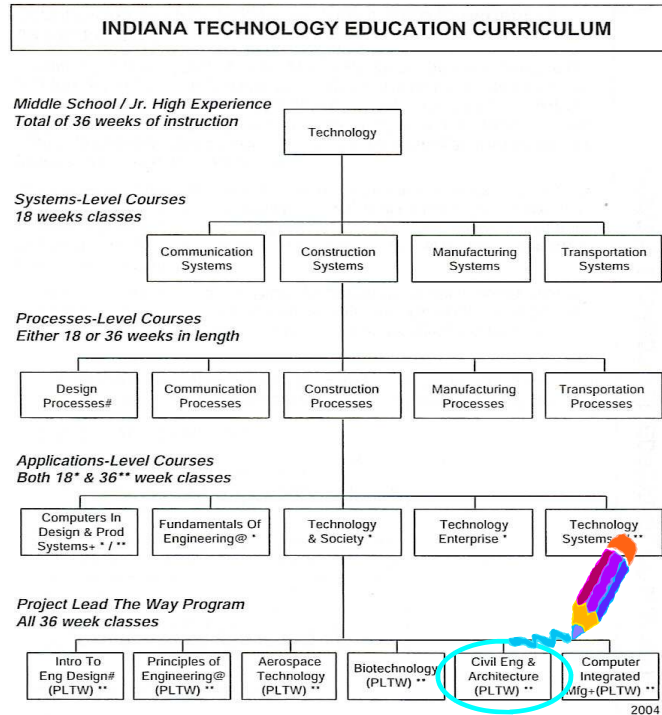 INDIANA TECHNOLOGY EDUCATION CURRICULUM
Middle School / Jr. High Experience
Total of 36 weeks of instruction
Technology
Systems-Level Courses
18 weeks classes
Communication
Systems
Construction
Systems
Manufacturing
Systems
Transportation
Systems
Processes-Level Courses
Either 18 or 36 weeks in length
Design
Processes#
Communication
Processes
Construction
Processes
Manufacturing
Processes
Transportation
Processes
Applications-Level Courses
Both 18* & 36** week classes
Computers In
Design & Prod
Systems+ * / **
Fundamentals Of
Engineering@ *
Technology
& Society *
Technology
Enterprise *
Technology
Systems **
Project Lead The Way Program
All 36 week classes
Intro To
Eng Design#
(PLTW) **
Principles of
Engineering@
(PLTW) **
Aerospace
Technology
(PLTW) **
Biotechnology
(PLTW) **
Civil Eng &
Architecture
(PLTW) **
Computer
Integrated
Mfg+(PLTW) **
2004